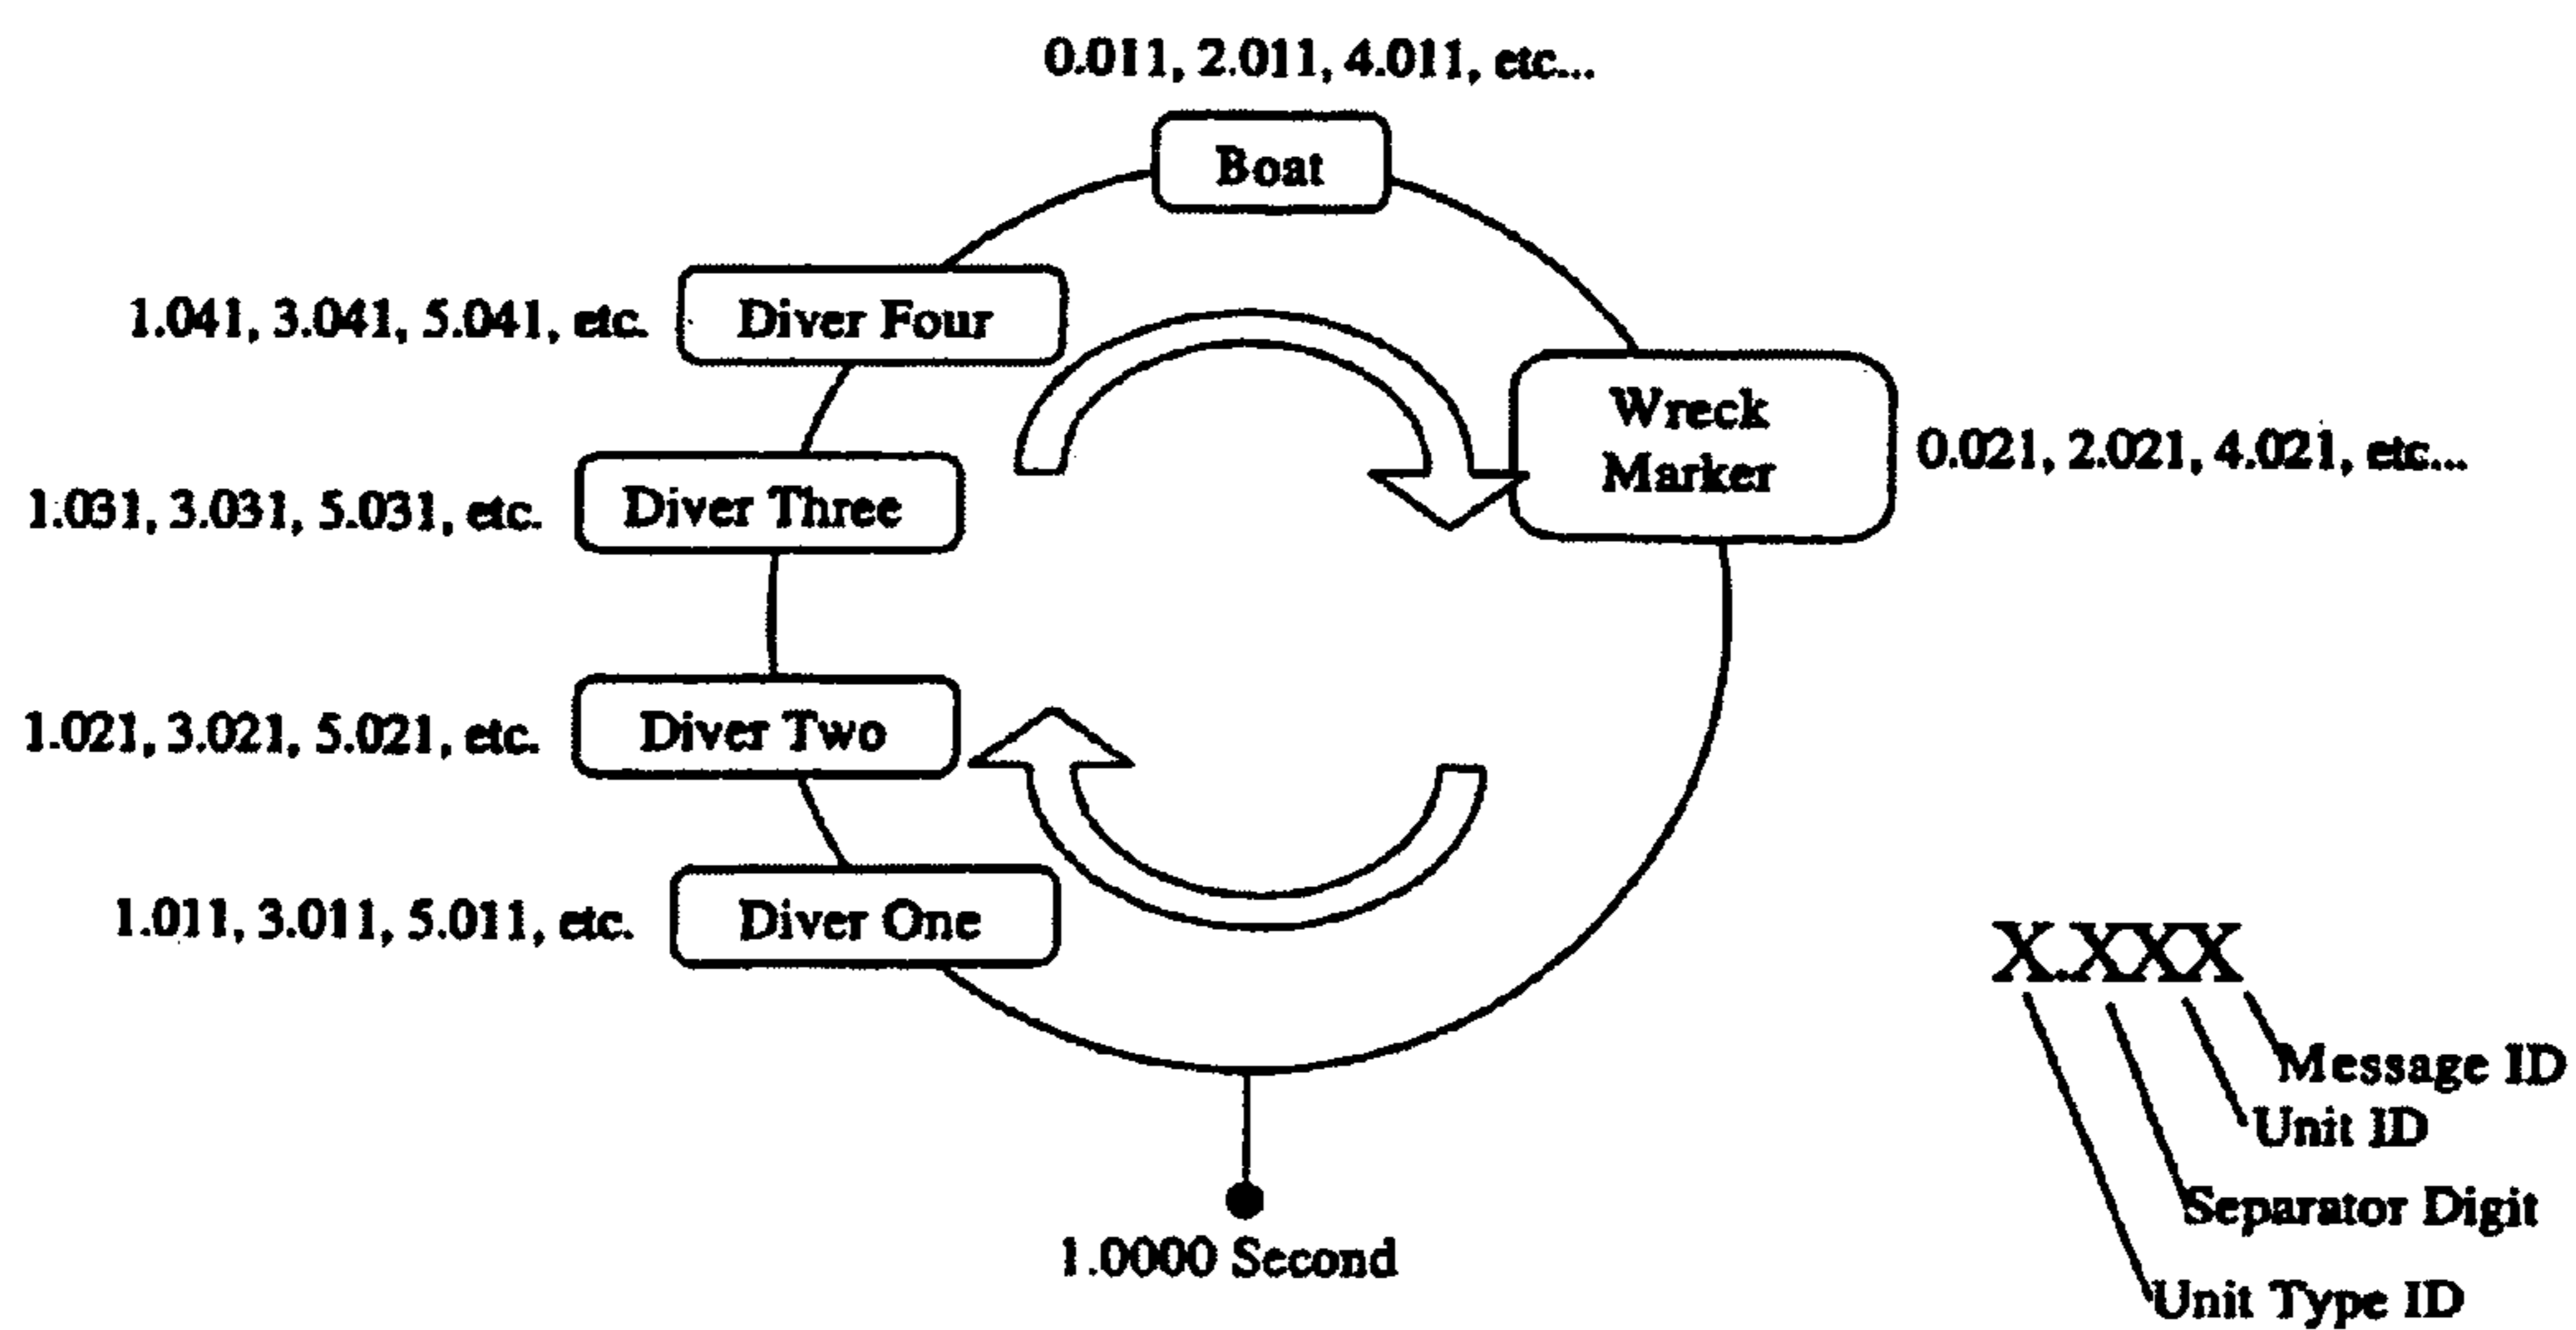 0.011, 2.011, 4.011, etc...
Boat
1.041, 3.041, 5.041, etc.
Diver Four
Wreck
Marker
0.021, 2.021, 4.021, etc...
1.031, 3.031, 5.031, etc.
Diver Three
1.021, 3.021, 5.021, etc.
Diver Two
1.011, 3.011, 5.011, etc.
Diver One
X.XXX
Message ID
Unit ID
Separator Digit
Unit Type ID
1.0000 Second